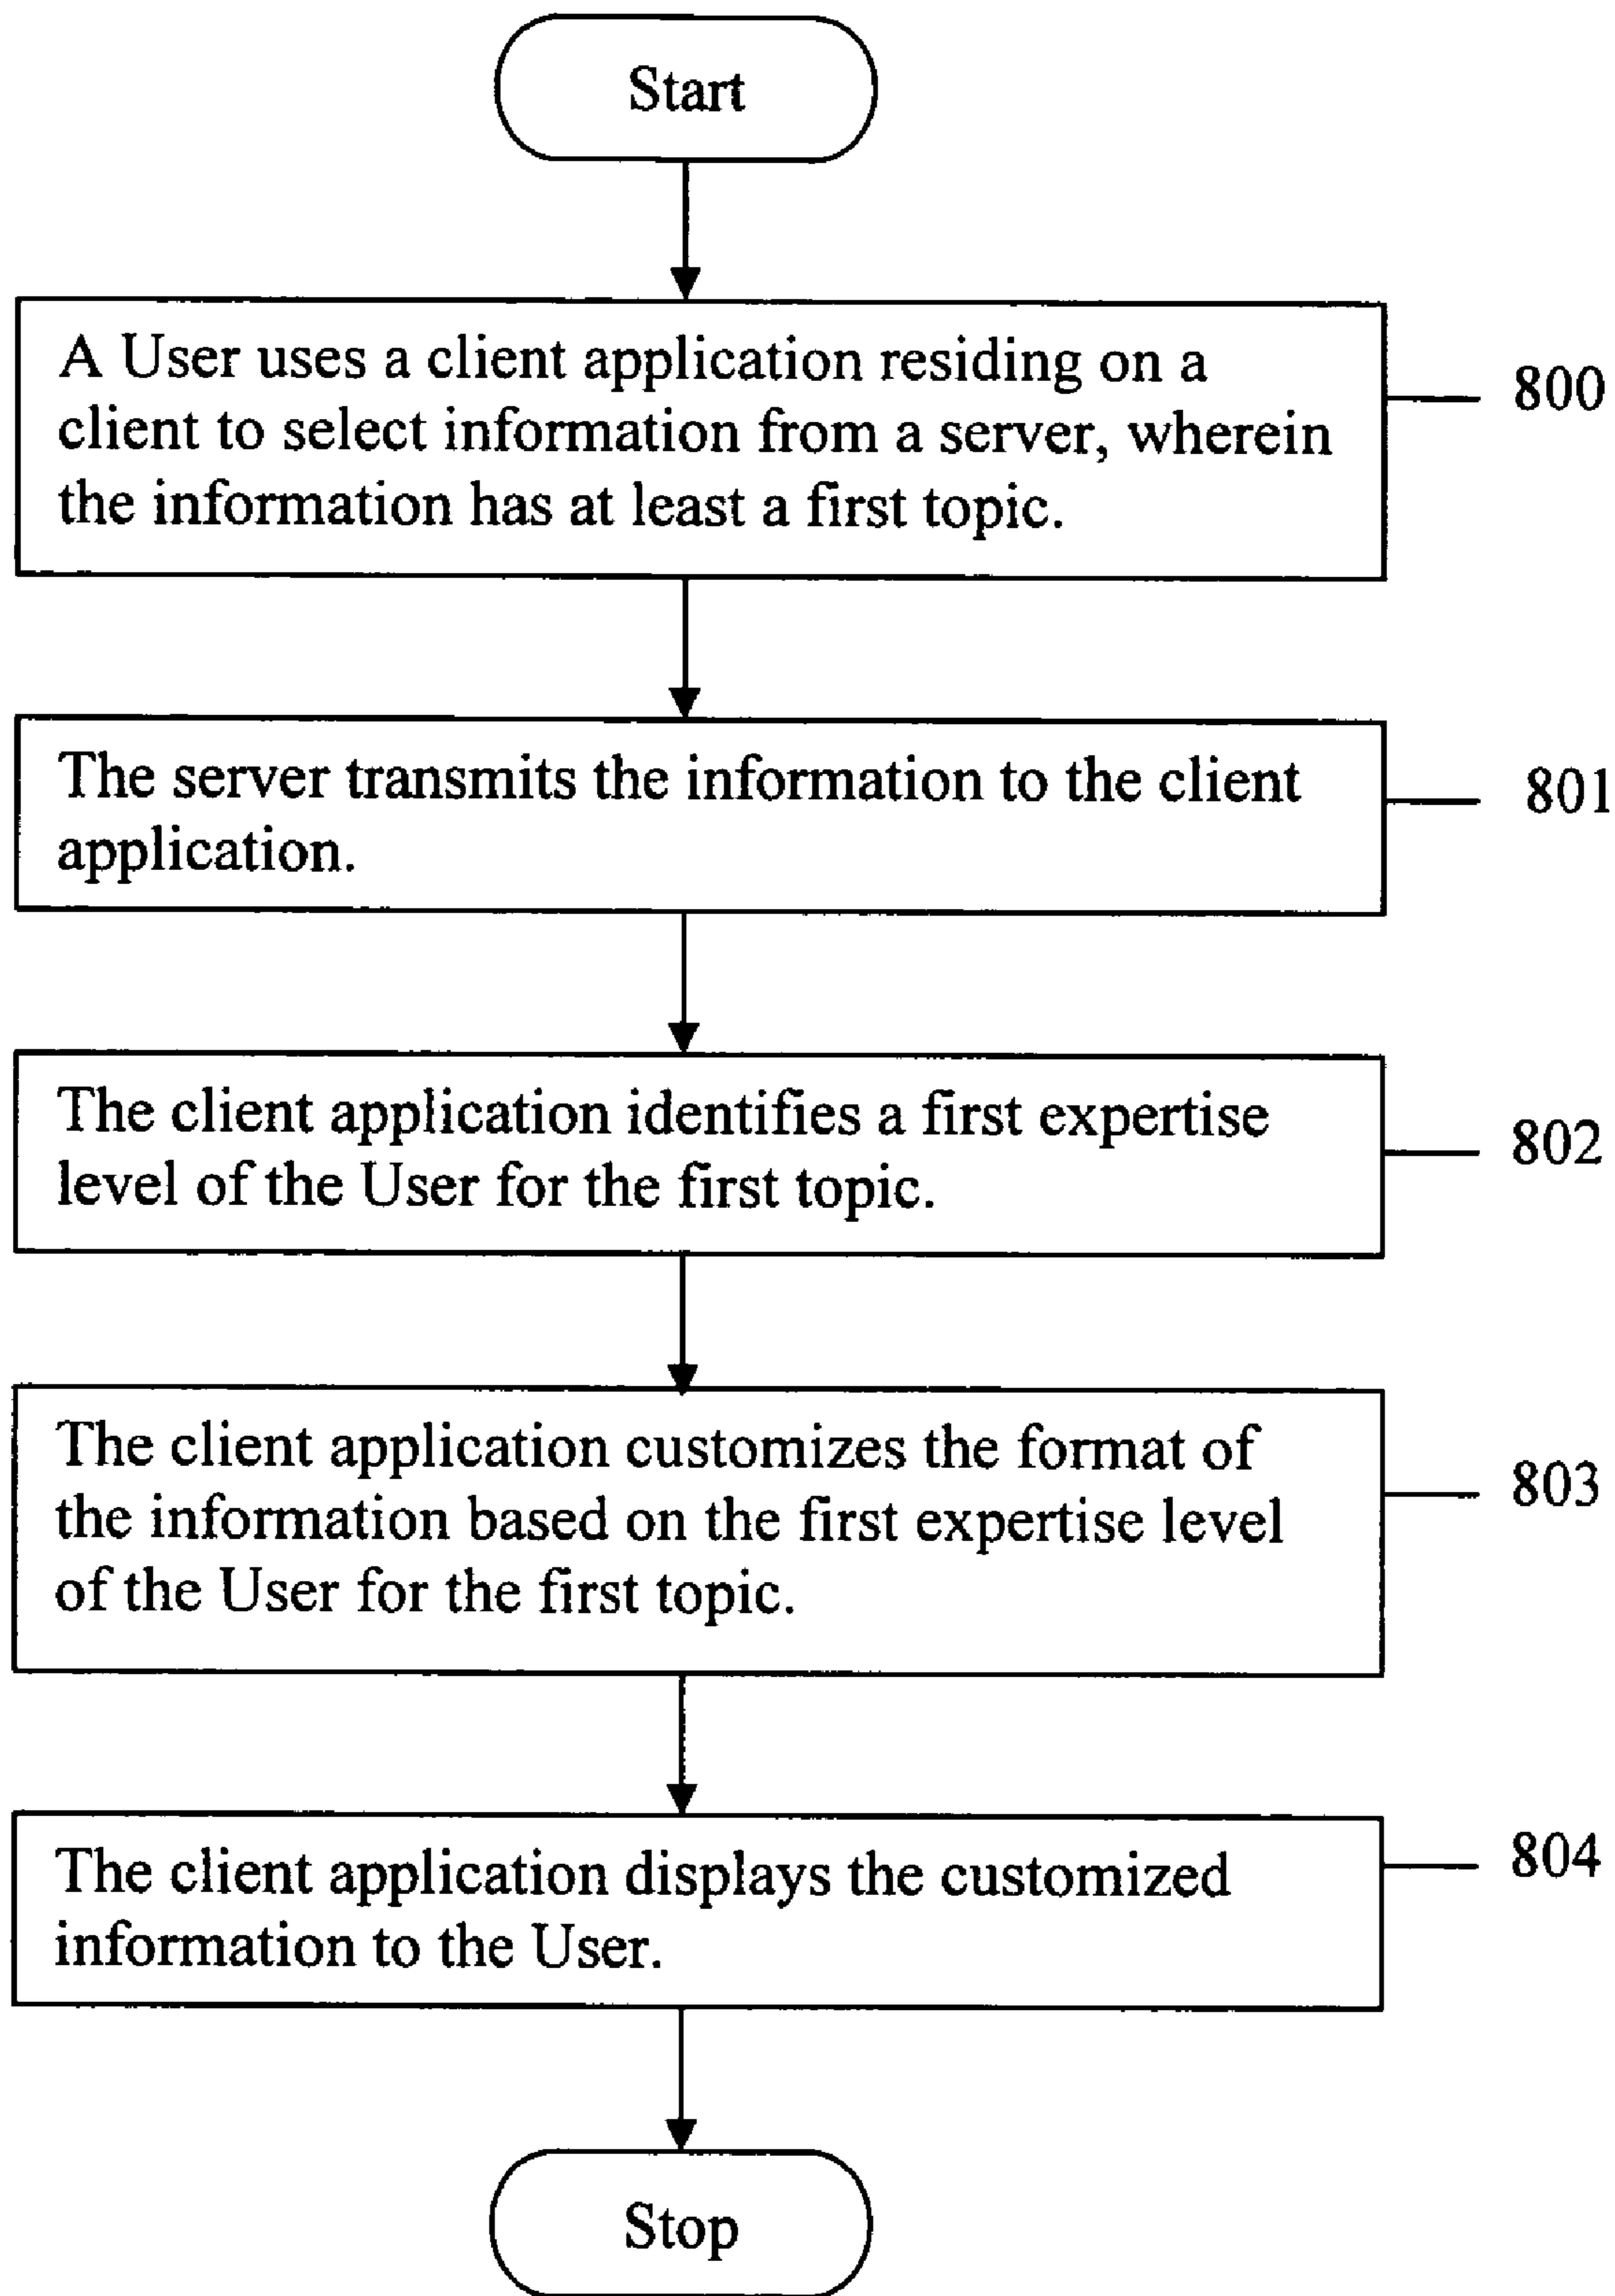 Start
A User uses a client application residing on a
client to select information from a server, wherein
the information has at least a first topic.
800
The server transmits the information to the client
application.
801
The client application identifies a first expertise
level of the User for the first topic.
802
The client application customizes the format of
the information based on the first expertise level
of the User for the first topic.
803
The client application displays the customized
information to the User.
804
Stop